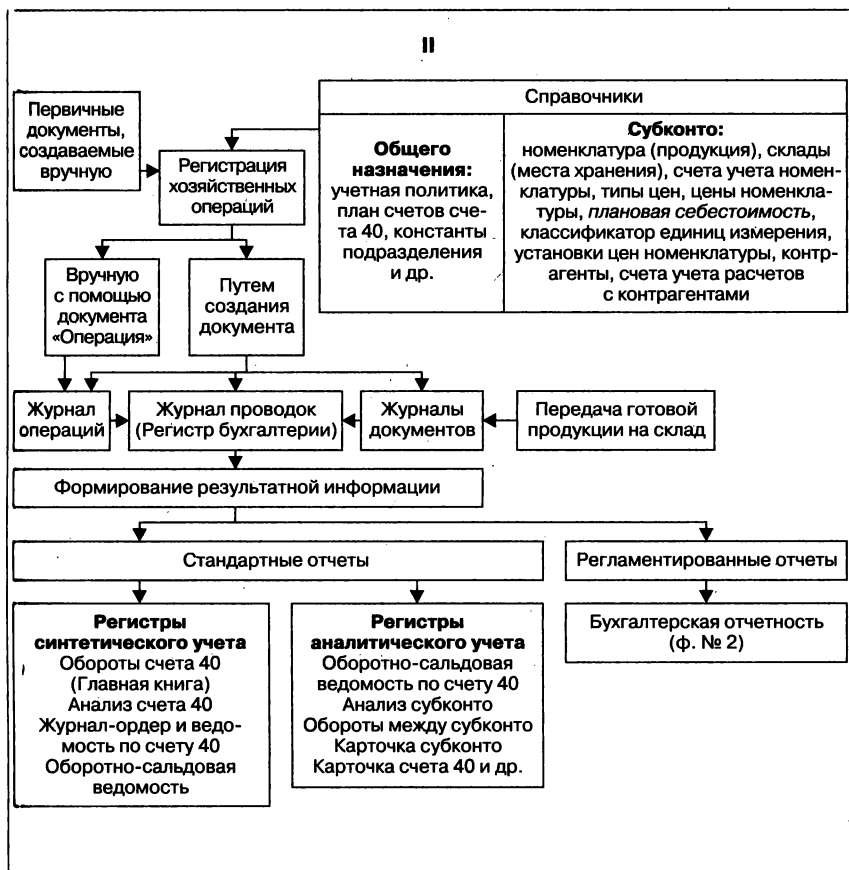 II
Первичные
документы,
создаваемые
вручную
Регистрация
хозяйственных
операций
Справочники
Общего
назначения:
учетная политика,
план счетов сче-
та 40, константы
подразделения
и др.
Субконто:
номенклатура (продукция), склады
(места хранения), счета учета номен-
клатуры, типы цен, цены номенкла-
туры, плановая себестоимость,
классификатор единиц измерения,
установки цен номенклатуры, контр-
агенты, счета учета расчетов
с контрагентами
Вручную
с помощью
документа
«Операция»
Путем
создания
документа
Журнал
операций
Журнал проводок
(Регистр бухгалтерии)
Журналы
документов
Передача готовой
продукции на склад
Формирование результатной информации
Стандартные отчеты
Регламентированные отчеты
Регистры
синтетического учета
Обороты счета 40
(Главная книга)
Анализ счета 40
Журнал-ордер и ведо-
мость по счету 40
Оборотно-сальдовая
ведомость
Регистры
аналитического учета
Оборотно-сальдовая
ведомость по счету 40
Анализ субконто
Обороты между субконто
Карточка субконто
Карточка счета 40 и др.
Бухгалтерская отчетность
(ф. № 2)